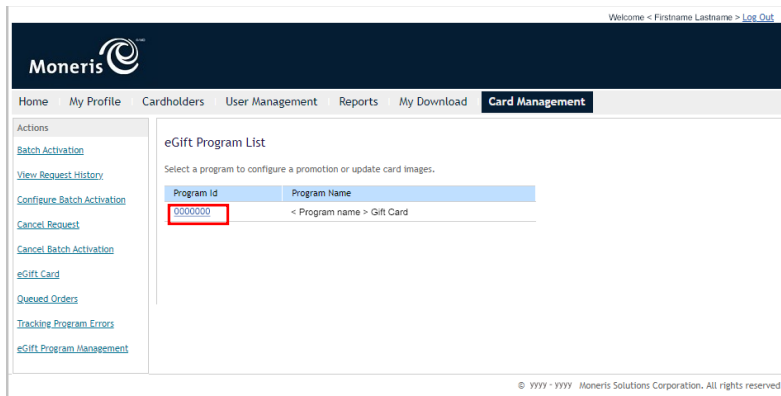 Welcome < Firstname Lastname > Log Out
Moneris
Home My Profile Cardholders User Management Reports My Download Card Management
Actions
Batch Activation
View Request History
Configure Batch Activation
Cancel Request
Cancel Batch Activation
eGift Card
Queued Orders
Tracking Program Errors
eGift Program Management
eGift Program List
Select a program to configure a promotion or update card images.
Program Id Program Name
0000000 < Program name > Gift Card
© yyyy - yyyy Moneris Solutions Corporation. All rights reserved